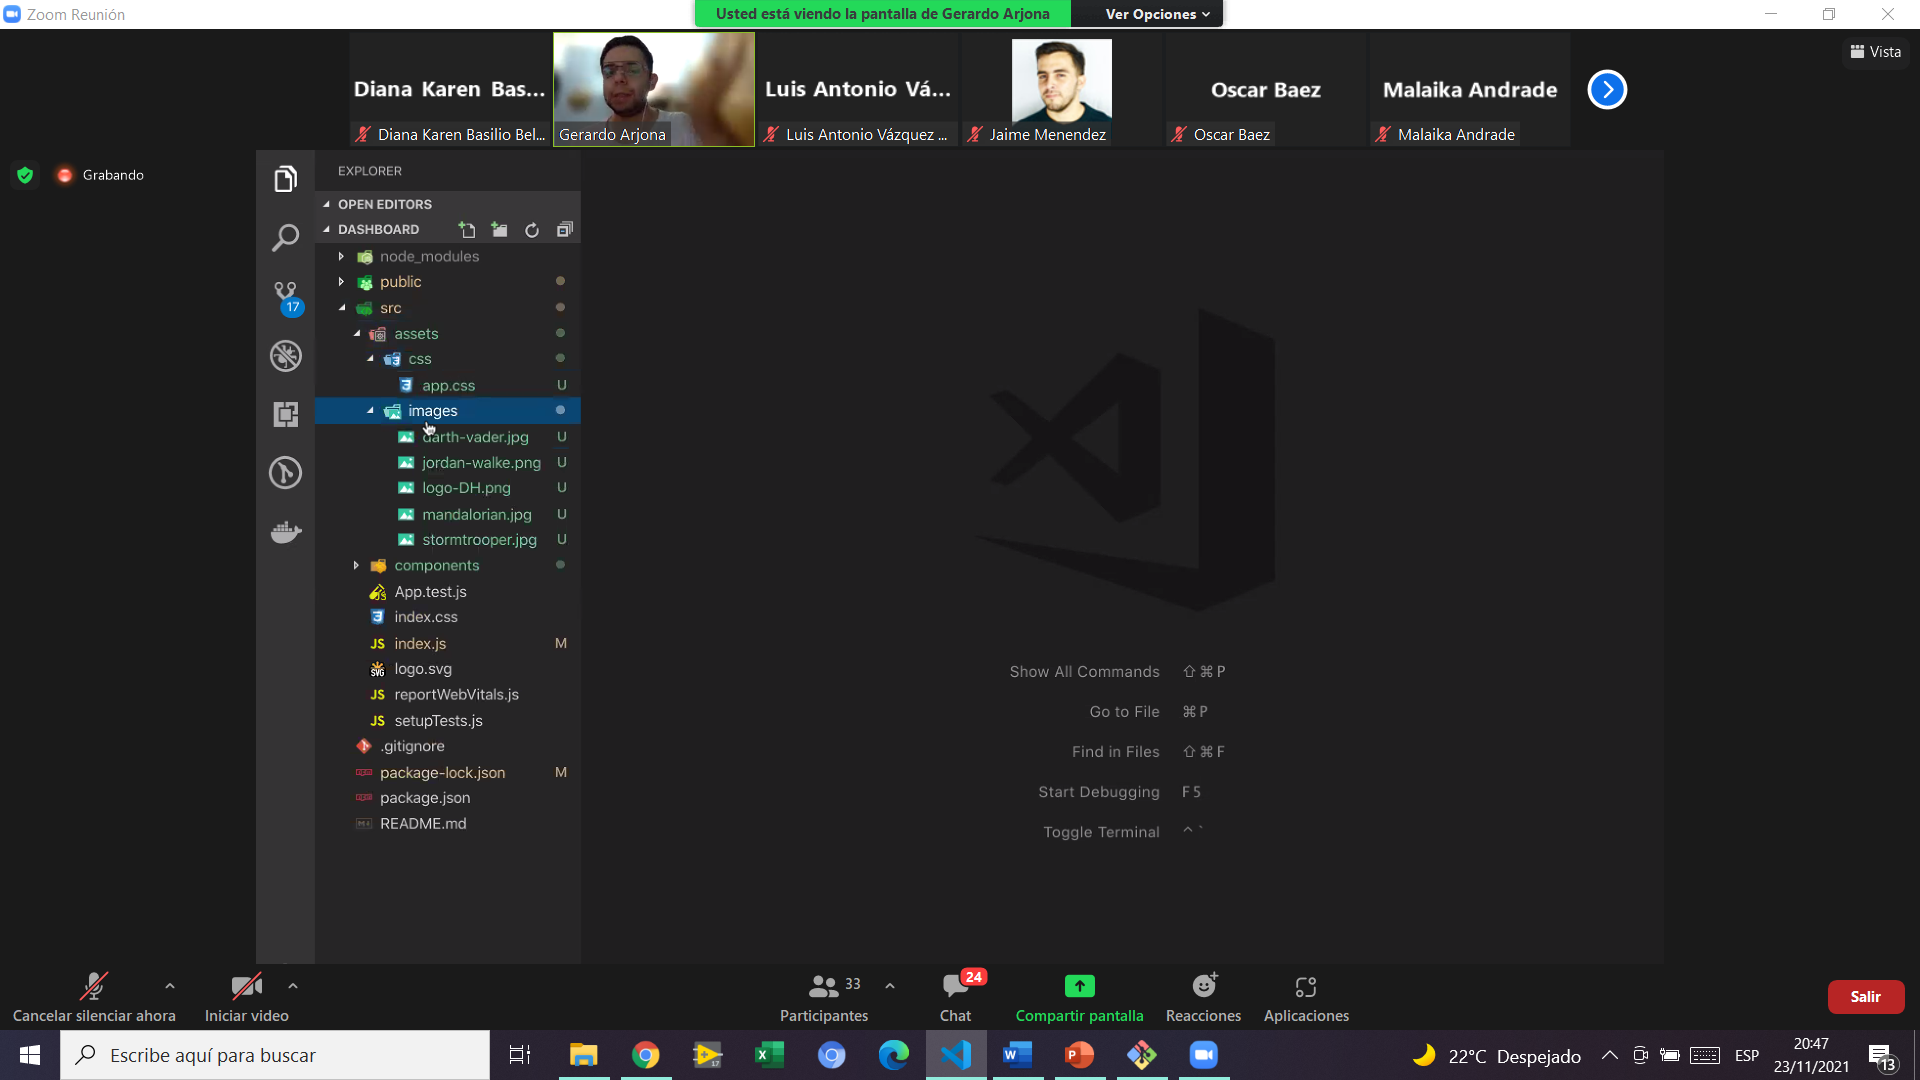 Zoom Reunión
Usted está viendo la pantalla de Gerardo Arjona
Ver Opciones
Vista
Diana Karen Bas...
Luis Antonio Vá...
Oscar Baez
Malaika Andrade
Diana Karen Basilio Bel...
Gerardo Arjona
Luis Antonio Vázquez ...
Jaime Menendez
Oscar Baez
Malaika Andrade
Grabando
EXPLORER
OPEN EDITORS
DASHBOARD
node_modules
public
src
17
assets
css
app.css U
images
darth-vader.jpg U
jordan-walke.png U
logo-DH.png U
mandalorian.jpg U
stormtrooper.jpg U
components
App.test.js
index.css
JS index.js M
SVG logo.svg
JS reportWebVitals.js
JS setupTests.js
.gitignore
package-lock.json M
package.json
README.md
Show All Commands ⇧⌘P
Go to File ⌘P
Find in Files ⇧⌘F
Start Debugging F5
Toggle Terminal ^`
Cancelar silenciar ahora
Iniciar video
33
Participantes
24
Chat
Compartir pantalla
Reacciones
Aplicaciones
Salir
Escribe aquí para buscar
22°C Despejado
ESP
20:47
23/11/2021
13